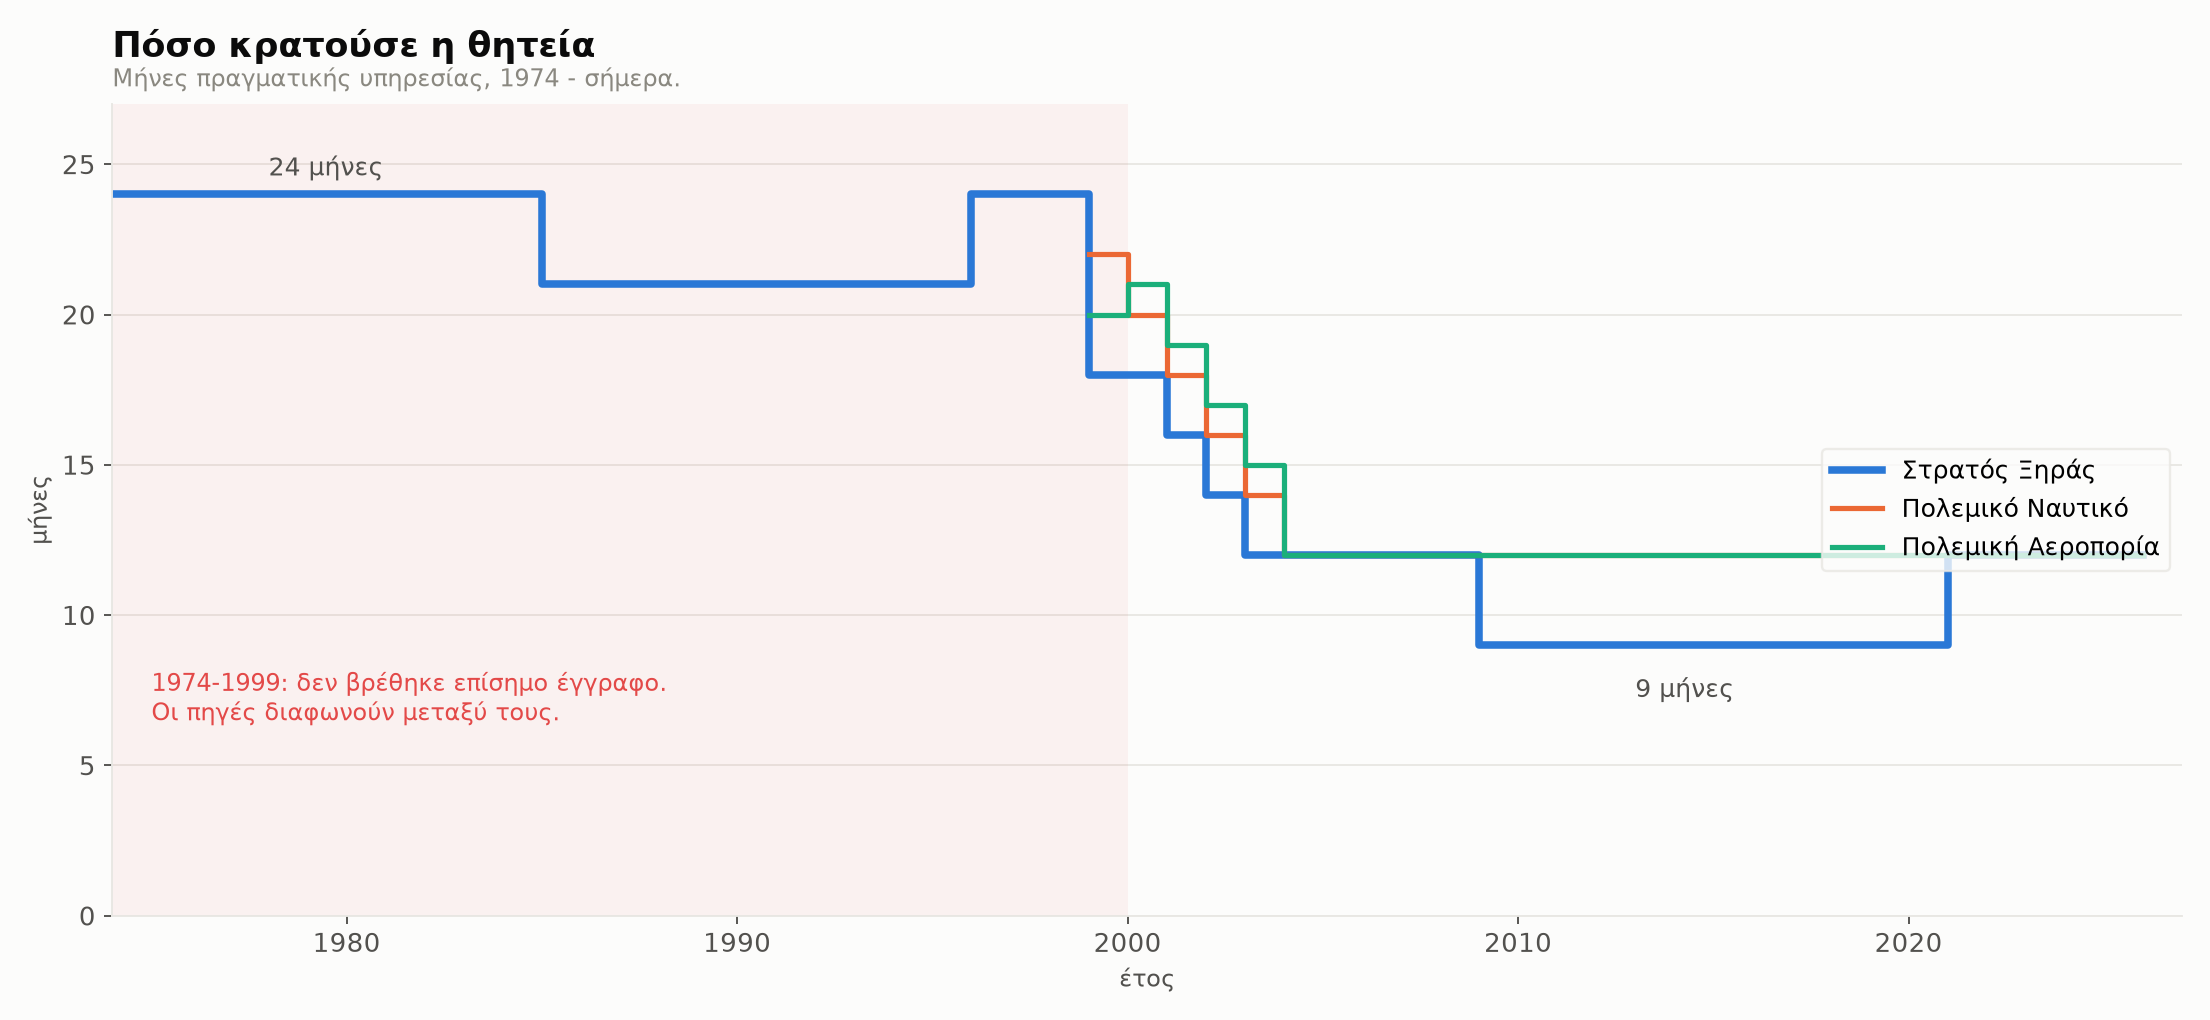 Πόσο κρατούσε η θητεία
Μήνες πραγματικής υπηρεσίας, 1974 - σήμερα.
25
20
15
10
5
0
μήνες
24 μήνες
1974-1999: δεν βρέθηκε επίσημο έγγραφο.
Οι πηγές διαφωνούν μεταξύ τους.
9 μήνες
Στρατός Ξηράς
Πολεμικό Ναυτικό
Πολεμική Αεροπορία
1980
1990
2000
2010
2020
έτος